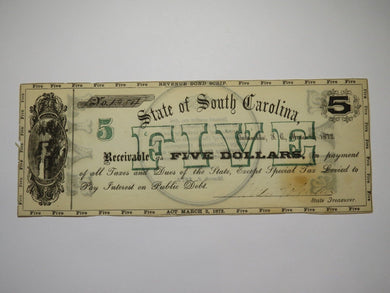 Five Five Five Five Five REVENUE BOND SCRIP. Five Five Five Five Five
No.
State of South Carolina,
S. C., 1872.
5
5
FIVE
Receivable FIVE DOLLARS, in payment
of all Taxes and Dues of the State, Except Special Tax Levied to
Pay Interest on Public Debt.
State Treasurer.
Five Five Five Five Five ACT MARCH 2, 1872. Five Five Five Five Five